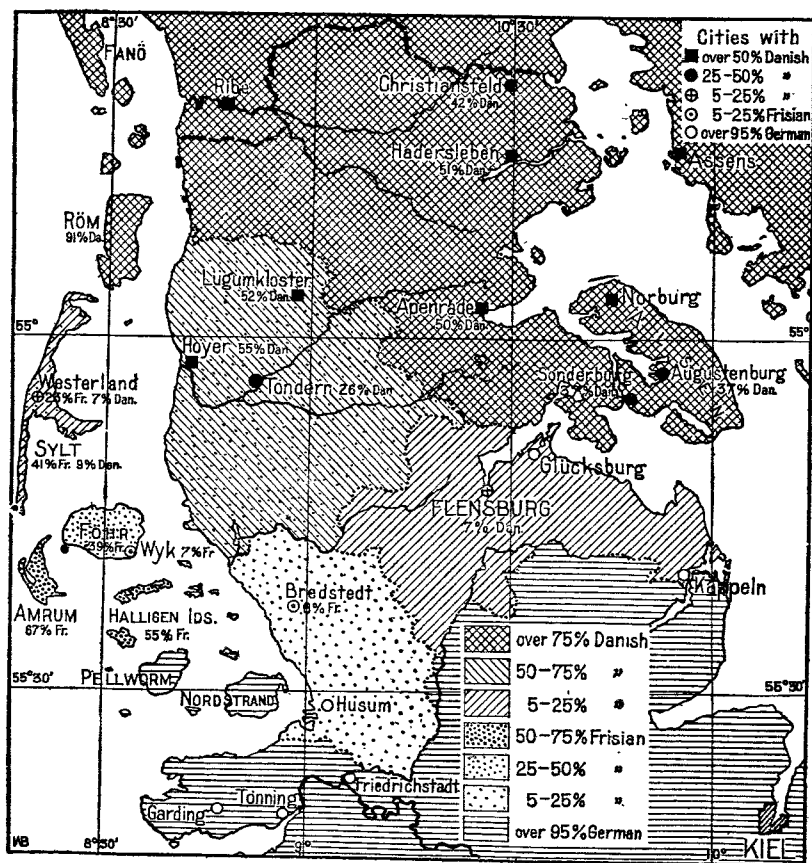 8°30'
10°30
Cities with
over 50% Danish
25-50% "
5-25% "
5-25% Frisian
over 95% German
FANÖ
Ribe
Christiansfeld
42% Dan.
Hadersleben
51% Dan.
Assens
RÖM
91% Da.
Lügumkloster
52% Dan.
Apenrade
50% Dan.
Norburg
55°
55°
Hoyer 55% Dan
Tondern 26% Dan
Sonderburg
Dan.
Augustenburg
37% Dan.
Westerland
25% Fr. 7% Dan.
SYLT
41% Fr. 9% Dan.
Glücksburg
FLENSBURG
7% Dan.
FÖHR
39% Fr.
Wyk 7% Fr
Kappeln
AMRUM
67% Fr.
HALLIGEN IDS.
55% Fr.
Bredstedt
6% Fr.
over 75% Danish
50-75% "
5-25% "
50-75% Frisian
25-50% "
5-25% "
over 95% German
55°30'
55°30
PELLWORM
NORDSTRAND
Husum
Friedrichstadt
Garding
Tönning
KIEL
WB
8°30'
9°
10°